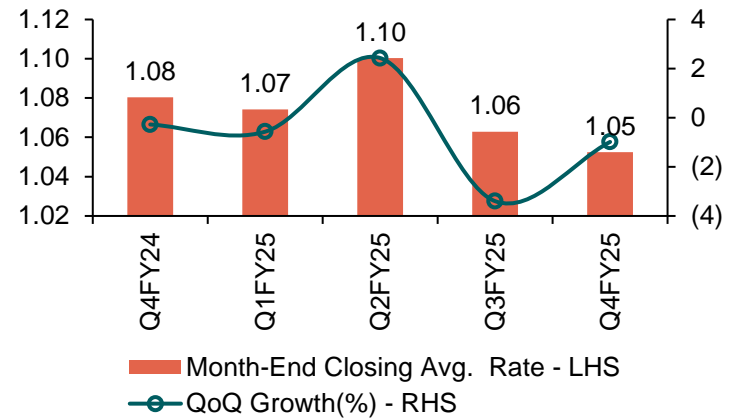 1.12
1.10
1.08
1.06
1.04
1.02
1.08
1.07
1.10
1.06
1.05
4
2
0
(2)
(4)
Q4FY24
Q1FY25
Q2FY25
Q3FY25
Q4FY25
Month-End Closing Avg.  Rate - LHS
QoQ Growth(%) - RHS